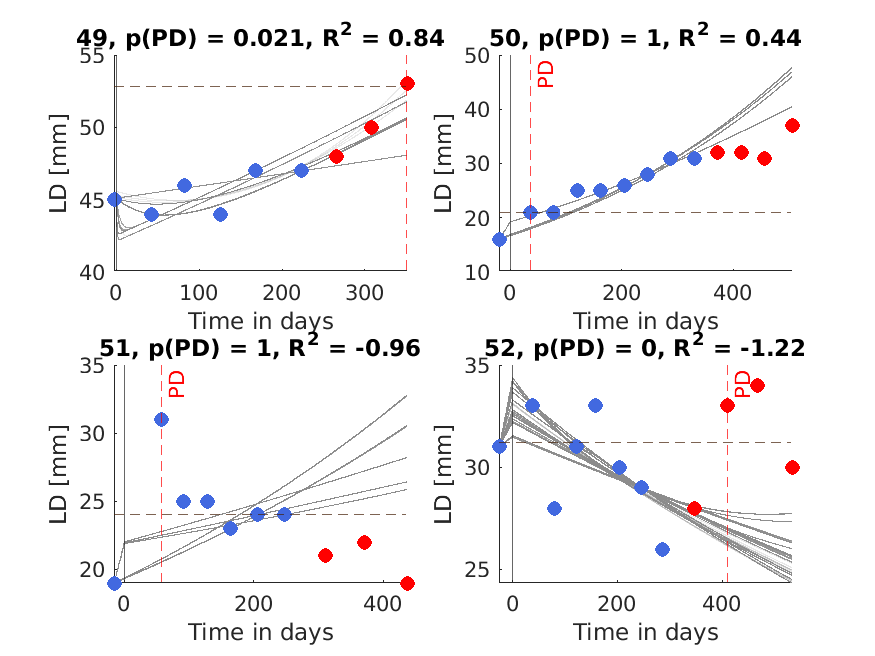 49, p(PD) = 0.021, R² = 0.84
55
50
45
40
LD [mm]
0
100
200
300
Time in days
50, p(PD) = 1, R² = 0.44
PD
50
40
30
20
10
LD [mm]
0
200
400
Time in days
51, p(PD) = 1, R² = -0.96
PD
35
30
25
20
LD [mm]
0
200
400
Time in days
52, p(PD) = 0, R² = -1.22
PD
35
30
25
LD [mm]
0
200
400
Time in days